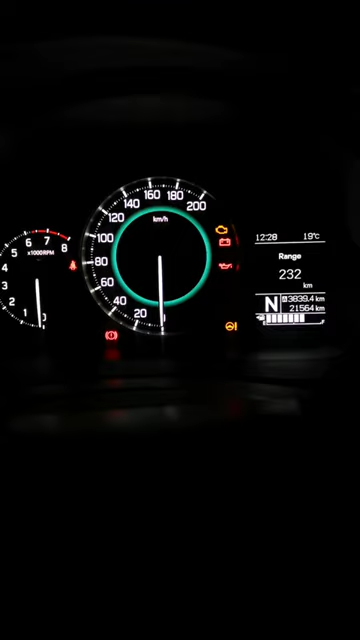 5 6 7 8
x1000RPM
4
3
2
1 0
20 40 60 80 100 120 140 160 180 200
km/h
12:28 19°C
Range
232
km
N A 3839.4 km
21564 km